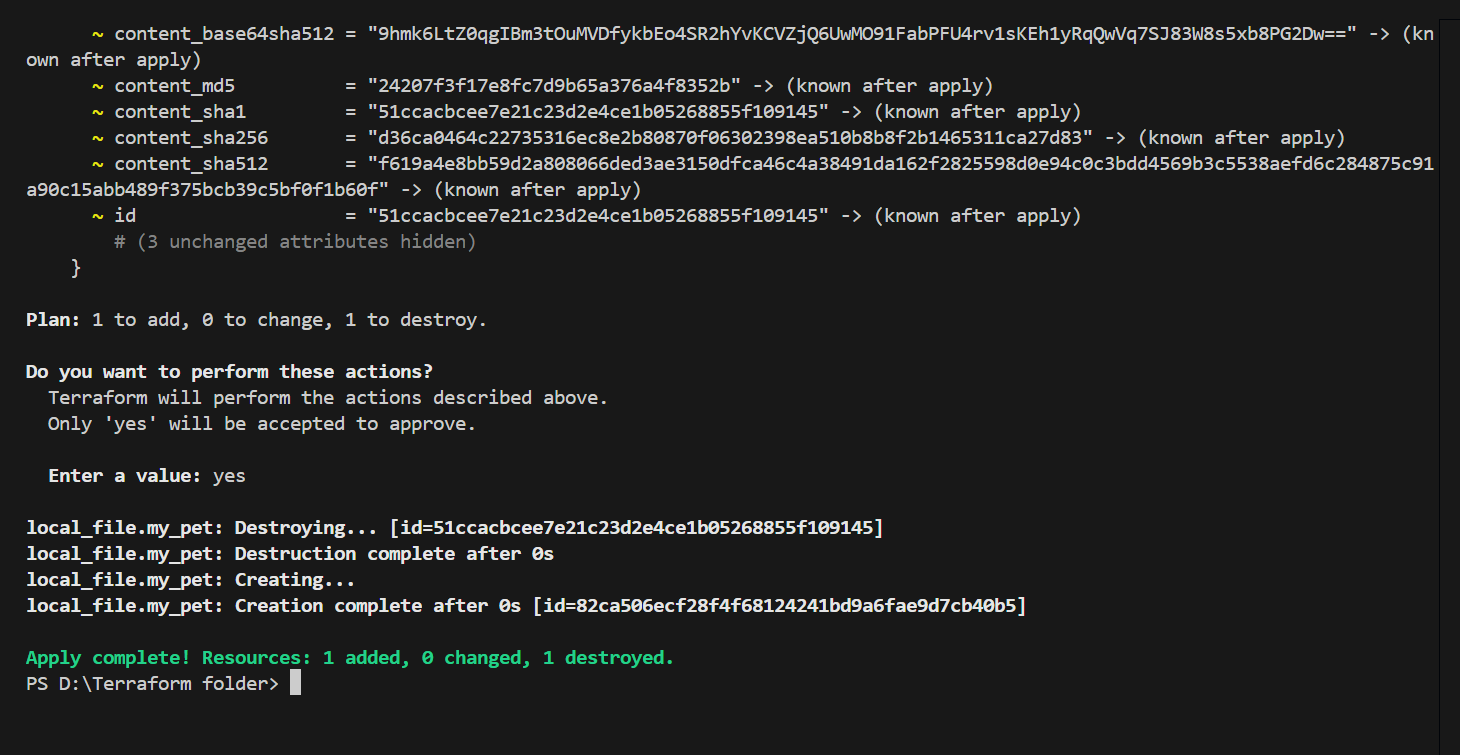 ~ content_base64sha512 = "9hmk6LtZ0qgIBm3tOuMVDfykbEo4SR2hYvKCVZjQ6UwMO91FabPFU4rv1sKEh1yRqQwVq7SJ83W8s5xb8PG2Dw==" -> (kn
own after apply)
~ content_md5 = "24207f3f17e8fc7d9b65a376a4f8352b" -> (known after apply)
~ content_sha1 = "51ccacbcee7e21c23d2e4ce1b05268855f109145" -> (known after apply)
~ content_sha256 = "d36ca0464c22735316ec8e2b80870f06302398ea510b8b8f2b1465311ca27d83" -> (known after apply)
~ content_sha512 = "f619a4e8bb59d2a808066ded3ae3150dfca46c4a38491da162f2825598d0e94c0c3bdd4569b3c5538aefd6c284875c91
a90c15abb489f375bcb39c5bf0f1b60f" -> (known after apply)
~ id = "51ccacbcee7e21c23d2e4ce1b05268855f109145" -> (known after apply)
# (3 unchanged attributes hidden)
}
Plan: 1 to add, 0 to change, 1 to destroy.
Do you want to perform these actions?
Terraform will perform the actions described above.
Only 'yes' will be accepted to approve.
Enter a value: yes
local_file.my_pet: Destroying... [id=51ccacbcee7e21c23d2e4ce1b05268855f109145]
local_file.my_pet: Destruction complete after 0s
local_file.my_pet: Creating...
local_file.my_pet: Creation complete after 0s [id=82ca506ecf28f4f68124241bd9a6fae9d7cb40b5]
Apply complete! Resources: 1 added, 0 changed, 1 destroyed.
PS D:\Terraform folder>